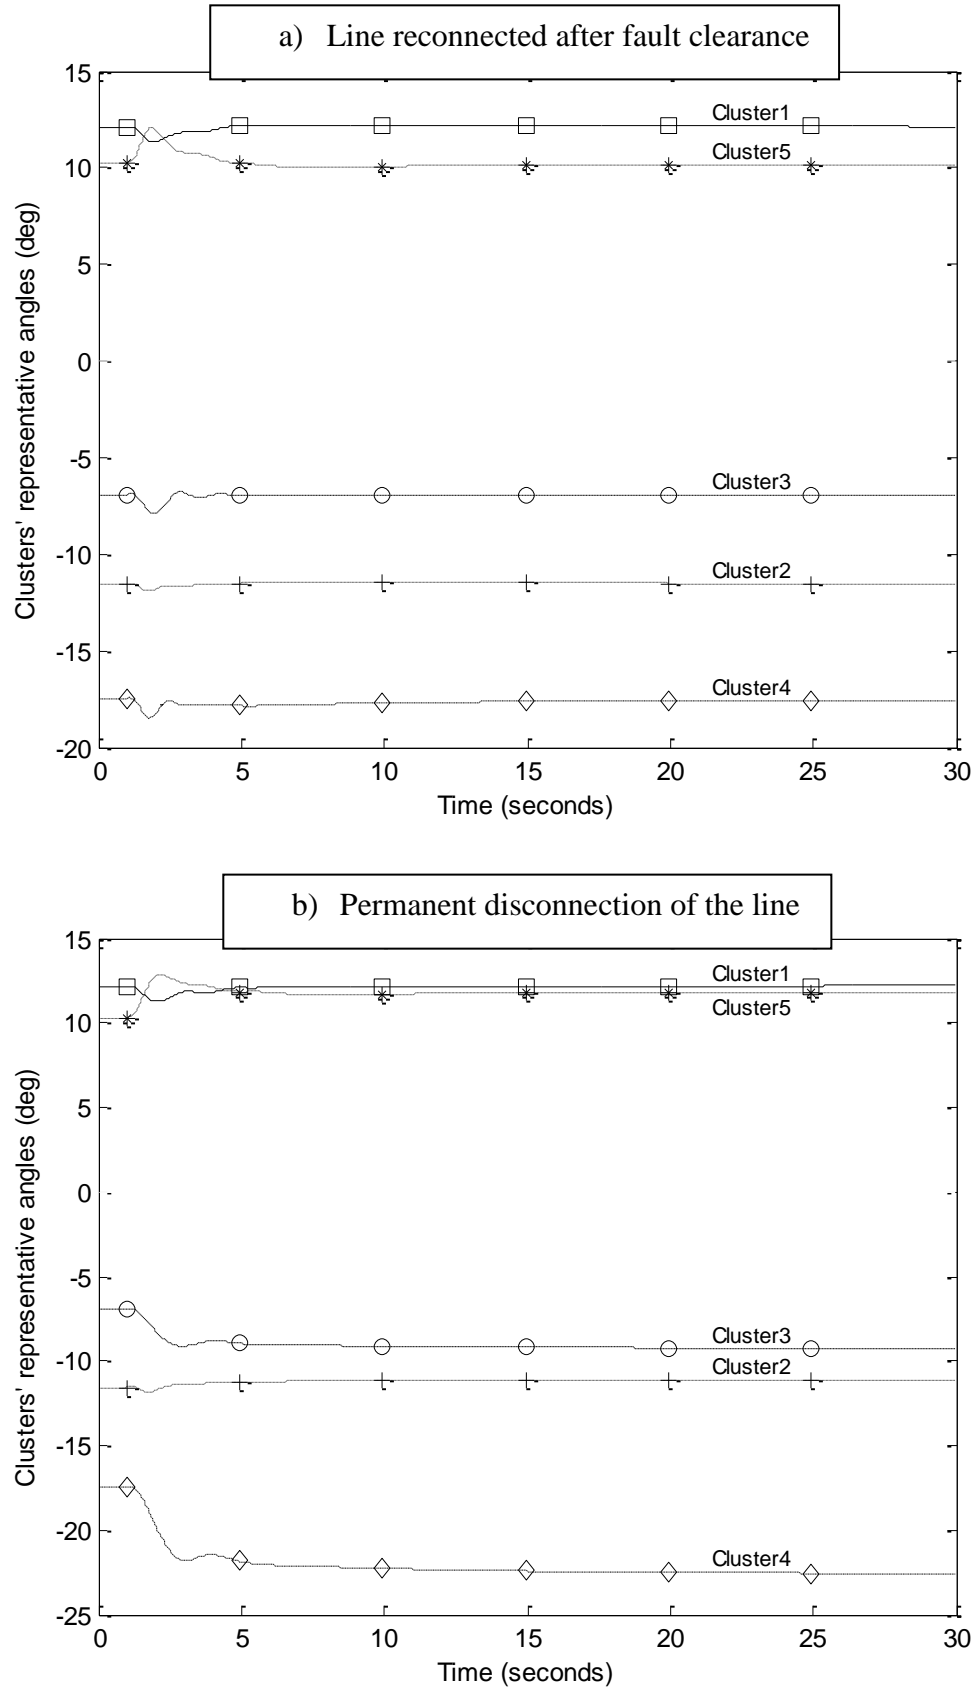 a) Line reconnected after fault clearance
15
10
5
0
-5
-10
-15
-20
Clusters' representative angles (deg)
Cluster1
Cluster5
Cluster3
Cluster2
Cluster4
0 5 10 15 20 25 30
Time (seconds)
b) Permanent disconnection of the line
15
10
5
0
-5
-10
-15
-20
-25
Clusters' representative angles (deg)
Cluster1
Cluster5
Cluster3
Cluster2
Cluster4
0 5 10 15 20 25 30
Time (seconds)